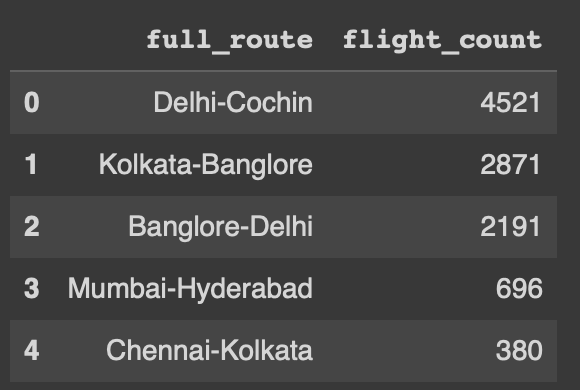 full_route flight_count
0 Delhi-Cochin 4521
1 Kolkata-Banglore 2871
2 Banglore-Delhi 2191
3 Mumbai-Hyderabad 696
4 Chennai-Kolkata 380